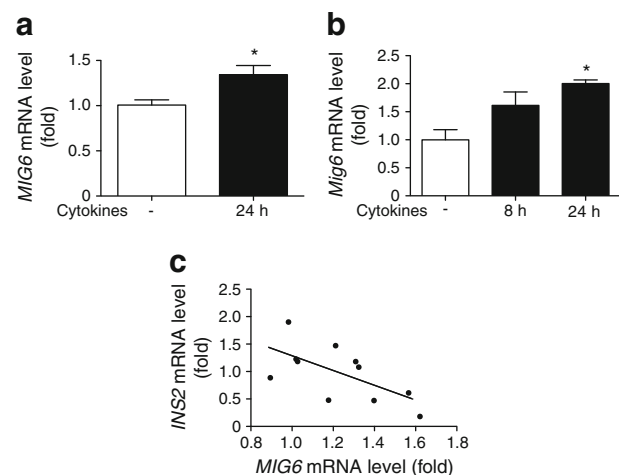 a
*
1.5
1.0
0.5
0
MIG6 mRNA level
(fold)
Cytokines - 24 h
b
*
2.5
2.0
1.5
1.0
0.5
0
Mig6 mRNA level
(fold)
Cytokines - 8 h 24 h
c
2.5
2.0
1.5
1.0
0.5
0
INS2 mRNA level
(fold)
0.8 1.0 1.2 1.4 1.6 1.8
MIG6 mRNA level (fold)